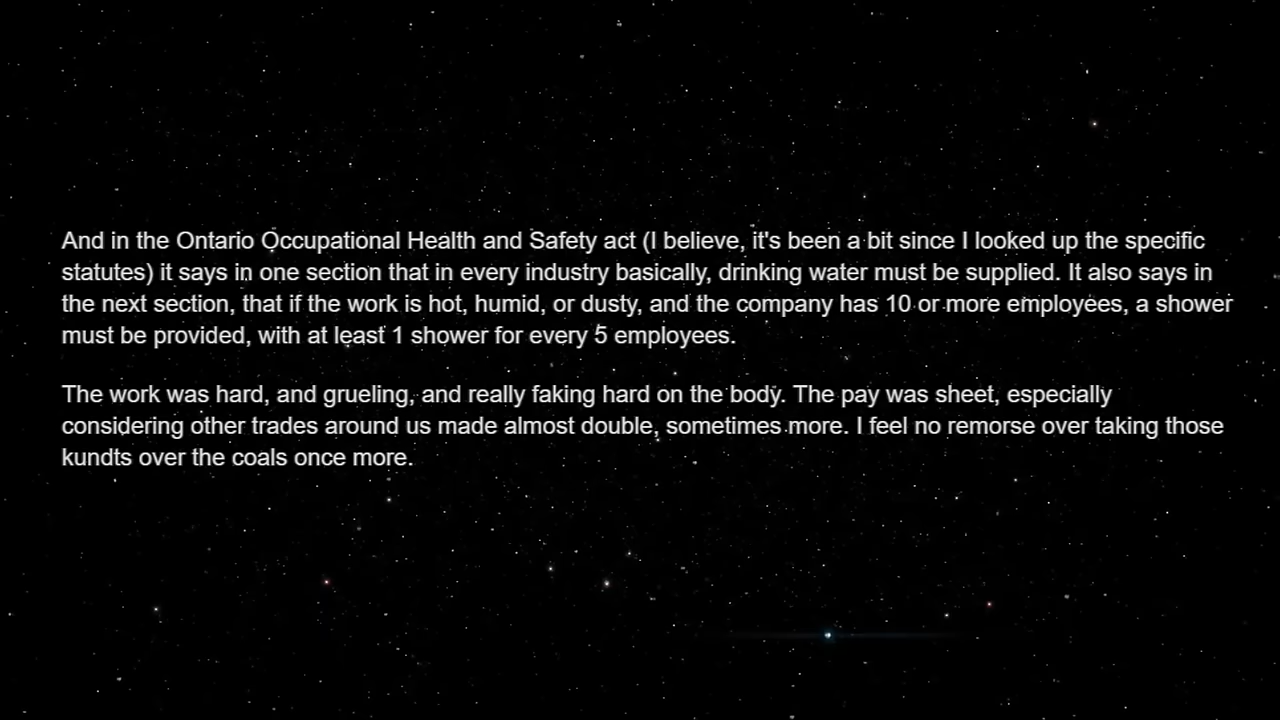 And in the Ontario Occupational Health and Safety act (I believe, it's been a bit since I looked up the specific
statutes) it says in one section that in every industry basically, drinking water must be supplied. It also says in
the next section, that if the work is hot, humid, or dusty, and the company has 10 or more employees, a shower
must be provided, with at least 1 shower for every 5 employees.
The work was hard, and grueling, and really faking hard on the body. The pay was sheet, especially
considering other trades around us made almost double, sometimes more. I feel no remorse over taking those
kundts over the coals once more.